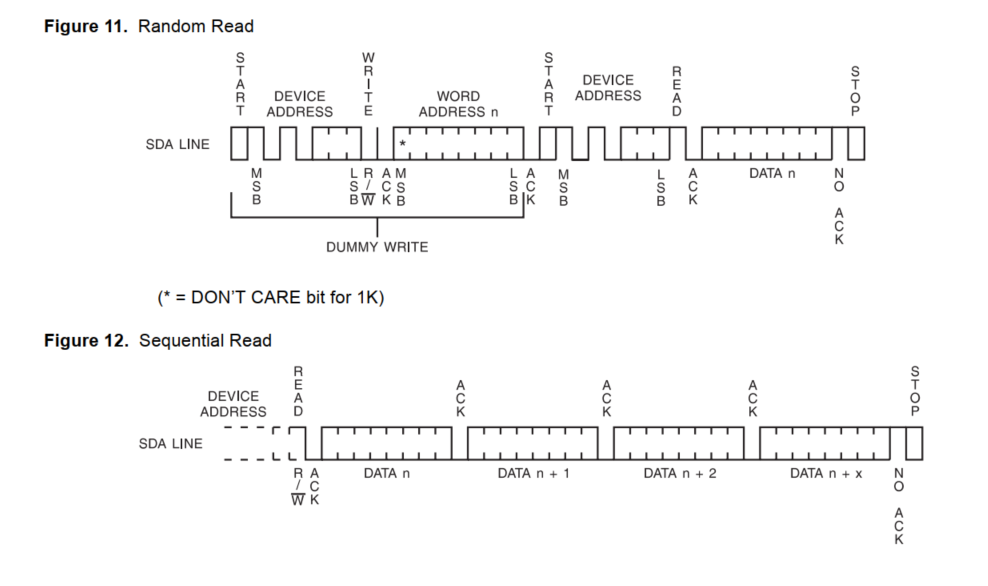 Figure 11. Random Read
START
WRITE
START
READ
STOP
DEVICE
ADDRESS
WORD
ADDRESS n
DEVICE
ADDRESS
SDA LINE
*
MSB
LSB
R/W
ACK
MSB
LSB
ACK
MSB
LSB
ACK
DATA n
NO ACK
DUMMY WRITE
(* = DON'T CARE bit for 1K)
Figure 12. Sequential Read
DEVICE
ADDRESS
READ
ACK
ACK
ACK
STOP
SDA LINE
R/W
ACK
DATA n
DATA n + 1
DATA n + 2
DATA n + x
NO ACK